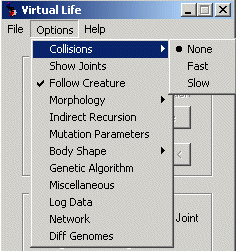 Virtual Life
File Options Help
Collisions
None
Show Joints
Fast
Follow Creature
Slow
Morphology
Indirect Recursion
Mutation Parameters
Body Shape
Genetic Algorithm
Miscellaneous
Log Data
Network
Joint
Diff Genomes